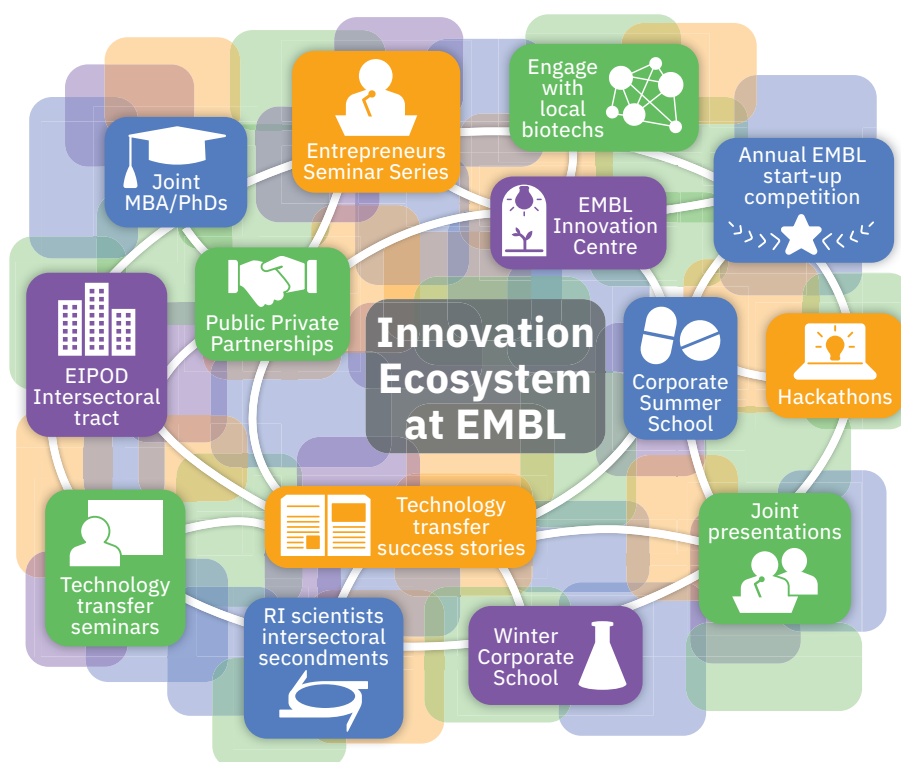 Engage
with
local
biotechs
Entrepreneurs
Seminar Series
Joint
MBA/PhDs
Annual EMBL
start-up
competition
EMBL
Innovation
Centre
Public Private
Partnerships
Innovation
Ecosystem
at EMBL
EIPOD
Intersectoral
tract
Corporate
Summer
School
Hackathons
Technology
transfer
success stories
Joint
presentations
Technology
transfer
seminars
RI scientists
intersectoral
secondments
Winter
Corporate
School